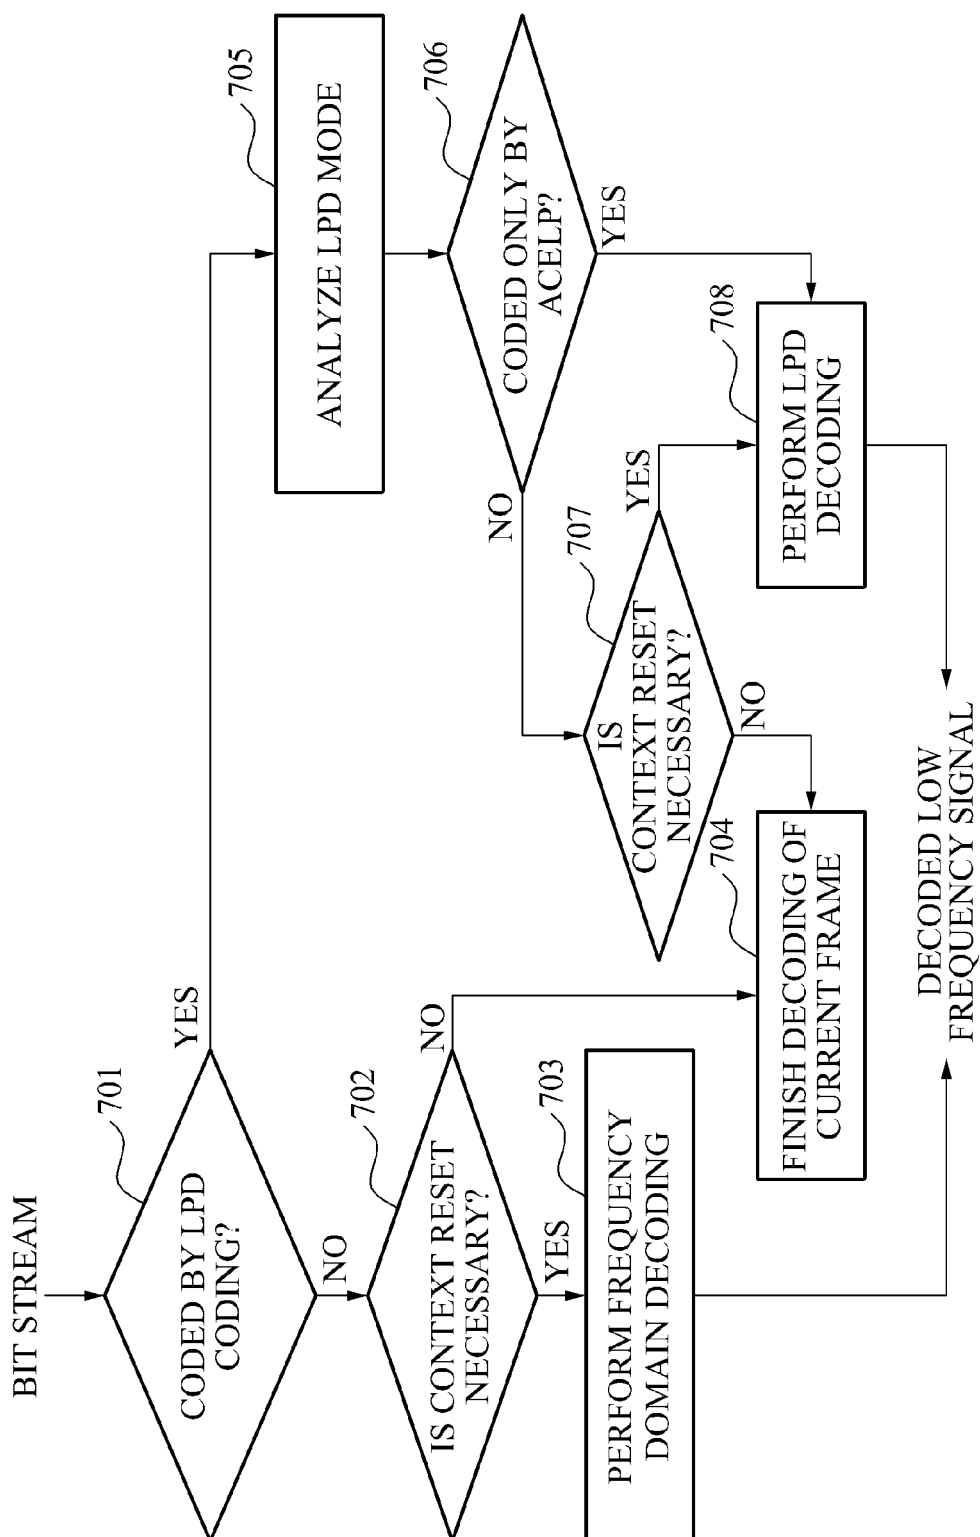 BIT STREAM
701
CODED BY LPD
CODING?
YES
NO
702
IS CONTEXT RESET
NECESSARY?
NO
YES
703
PERFORM FREQUENCY
DOMAIN DECODING
704
FINISH DECODING OF
CURRENT FRAME
705
ANALYZE LPD MODE
706
CODED ONLY BY
ACELP?
NO
YES
707
IS
CONTEXT RESET
NECESSARY?
YES
NO
708
PERFORM LPD
DECODING
DECODED LOW
FREQUENCY SIGNAL